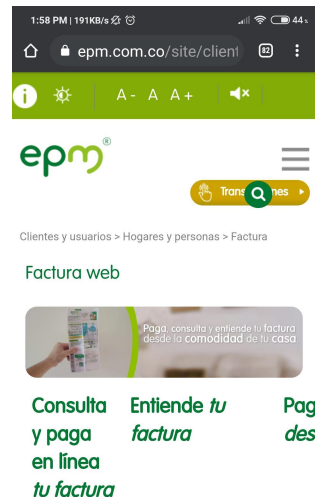 1:58 PM | 191KB/s
44
epm.com.co/site/client
82
A- A A+
epm®
Clientes y usuarios > Hogares y personas > Factura
Factura web
Paga, consulta y entiende tu factura
desde la comodidad de tu casa
Consulta
y paga
en línea
tu factura
Entiende tu
factura
Pag
des